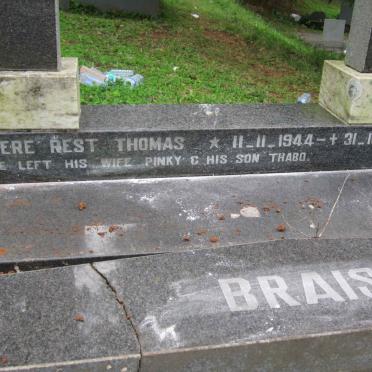 ERE REST THOMAS * 11-11-1944-+31-1
E LEFT HIS WIFE PINKY & HIS SON THABO.
BRAIS